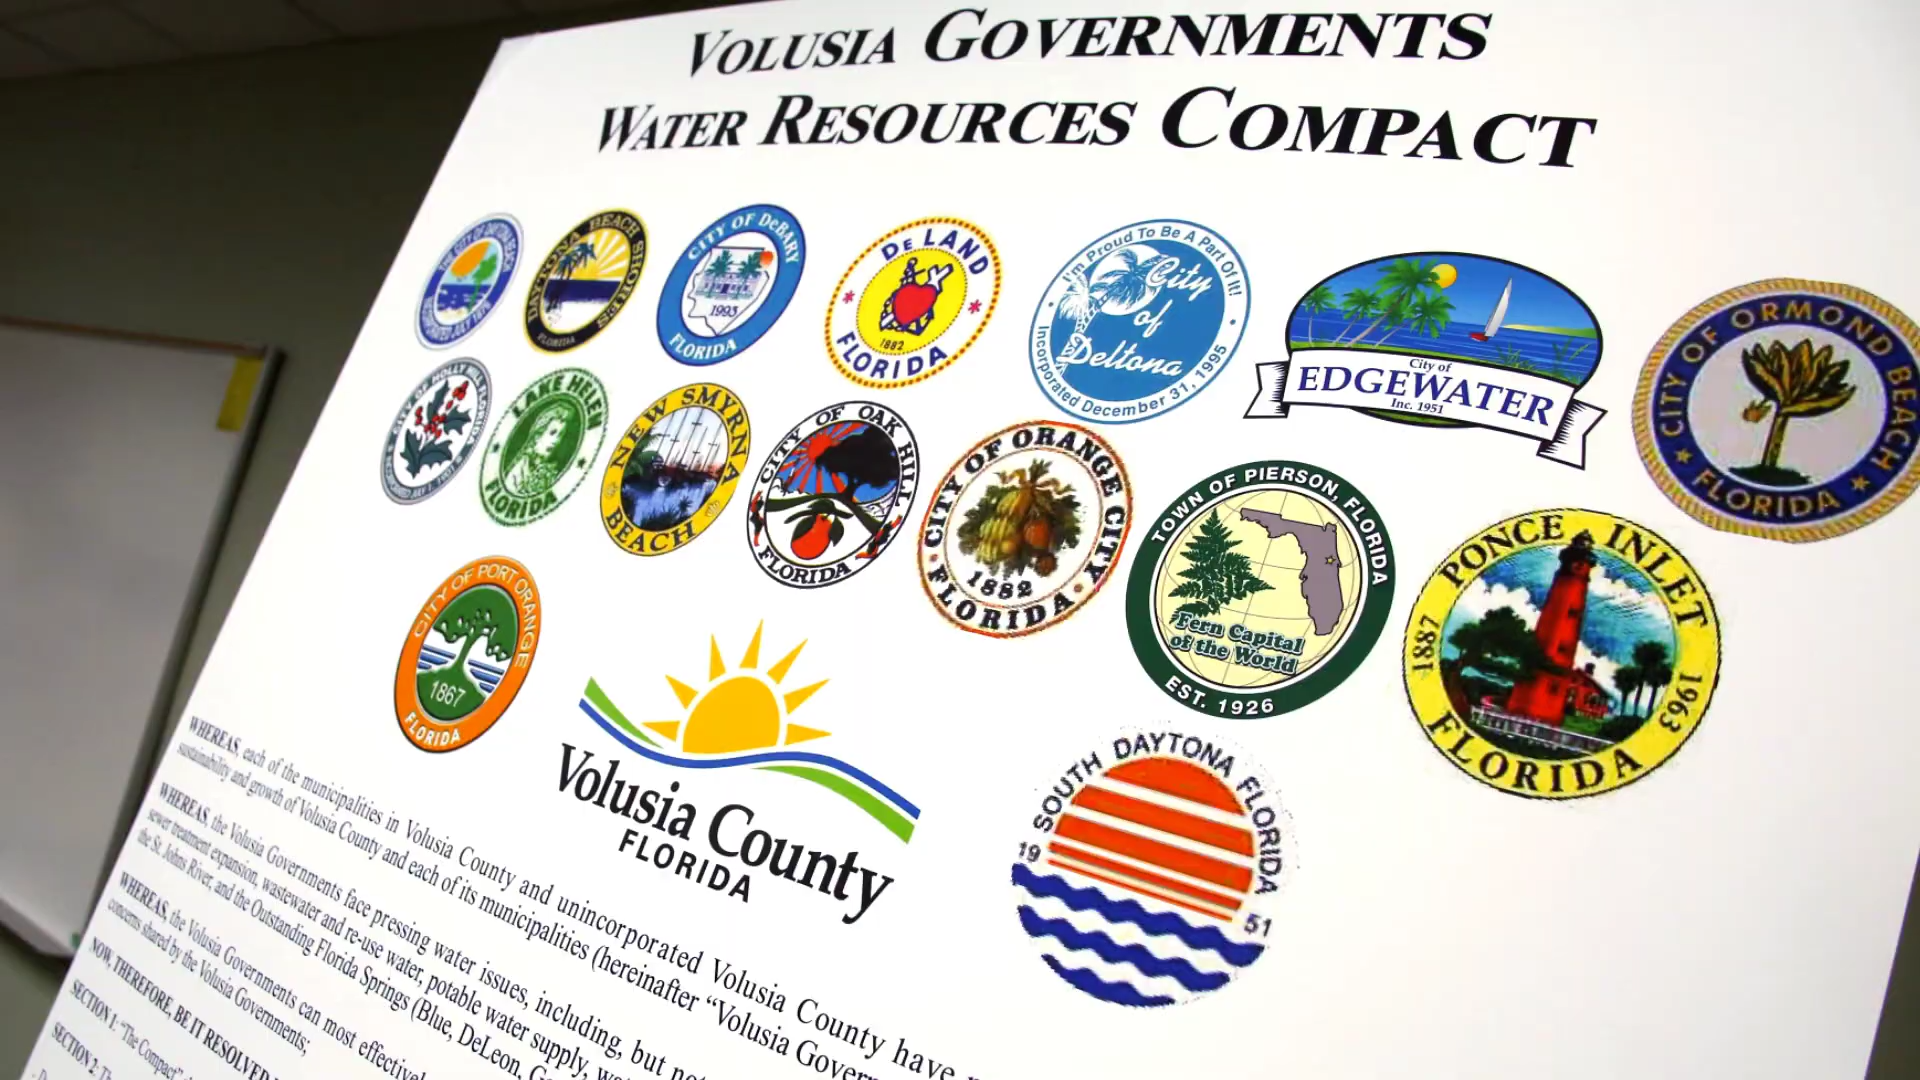 VOLUSIA GOVERNMENTS
WATER RESOURCES COMPACT
DAYTONA BEACH SHORES
FLORIDA
CITY OF DEBARY
1993
FLORIDA
DE LAND
1882
FLORIDA
I'm Proud To Be A Part Of It!
City
of
Deltona
Incorporated December 31, 1995
City of
EDGEWATER
Inc. 1951
CITY OF ORMOND BEACH
FLORIDA
CITY OF HOLLY HILL FLORIDA
LAKE HELEN
FLORIDA
NEW SMYRNA
BEACH
CITY OF OAK HILL
FLORIDA
CITY OF ORANGE CITY
1882
FLORIDA
TOWN OF PIERSON, FLORIDA
Fern Capital
of the World
EST. 1926
PONCE INLET
1887
1963
FLORIDA
CITY OF PORT ORANGE
1867
FLORIDA
Volusia County
FLORIDA
SOUTH DAYTONA FLORIDA
19
51
WHEREAS, each of the municipalities in Volusia County and unincorporated Volusia County have
sustainability and growth of Volusia County and each of its municipalities (hereinafter “Volusia
WHEREAS, the Volusia Governments face pressing water issues, including, but not
sewer treatment expansion, wastewater and re-use water, potable water supply,
the St. Johns River, and the Outstanding Florida Springs (Blue, DeLeon,
WHEREAS, the Volusia Governments can most
concerns shared by the Volusia Governments;
NOW, THEREFORE, BE IT RESOLVED
SECTION 1: “The Compact”
SECTION 2: